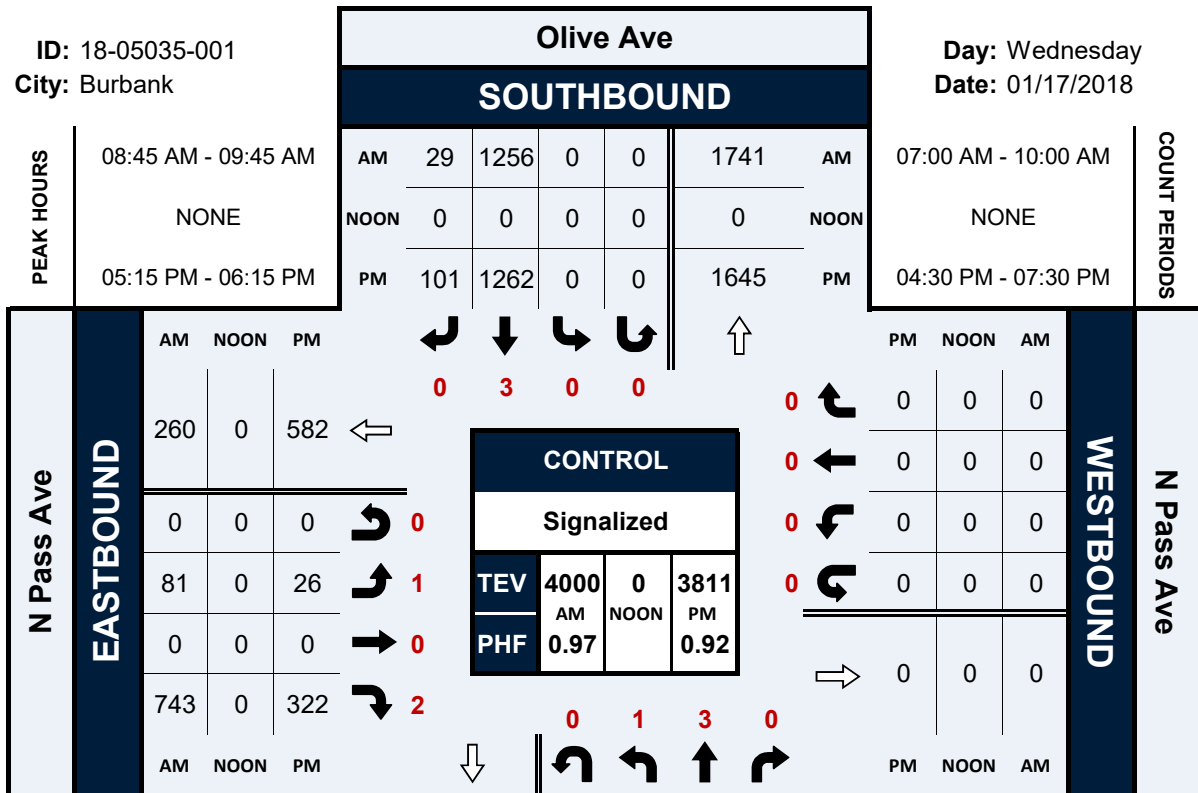 Olive Ave
ID: 18-05035-001
City: Burbank
Day: Wednesday
Date: 01/17/2018
SOUTHBOUND
PEAK HOURS
08:45 AM - 09:45 AM
NONE
05:15 PM - 06:15 PM
AM 29 1256 0 0 1741 AM
NOON 0 0 0 0 0 NOON
PM 101 1262 0 0 1645 PM
07:00 AM - 10:00 AM
NONE
04:30 PM - 07:30 PM
COUNT PERIODS
0 3 0 0
N Pass Ave
EASTBOUND
AM NOON PM
260 0 582
0 0 0 0
81 0 26 1
0 0 0 0
743 0 322 2
AM NOON PM
CONTROL
Signalized
TEV 4000 0 3811
AM NOON PM
PHF 0.97 0.92
PM NOON AM
0 0 0 0
0 0 0 0
0 0 0 0
0 0 0 0
0 0 0
PM NOON AM
WESTBOUND
N Pass Ave
0 1 3 0